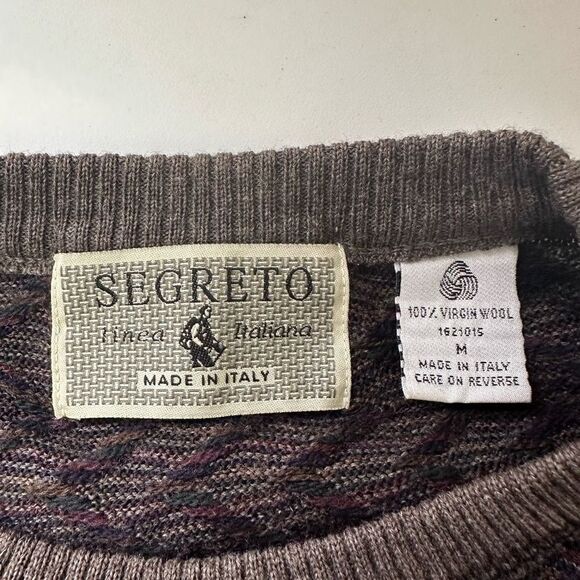 SEGRETO
linea Italiana
MADE IN ITALY
100% VIRGIN WOOL
1621015
M
MADE IN ITALY
CARE ON REVERSE